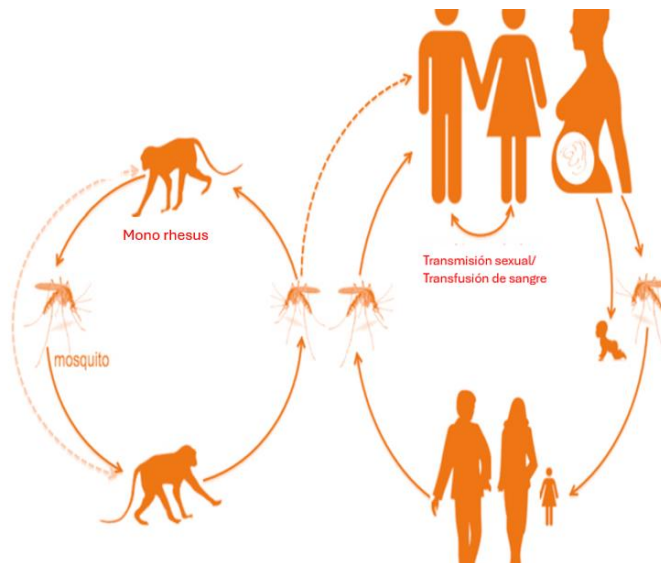 Mono rhesus
Transmisión sexual/
Transfusión de sangre
mosquito